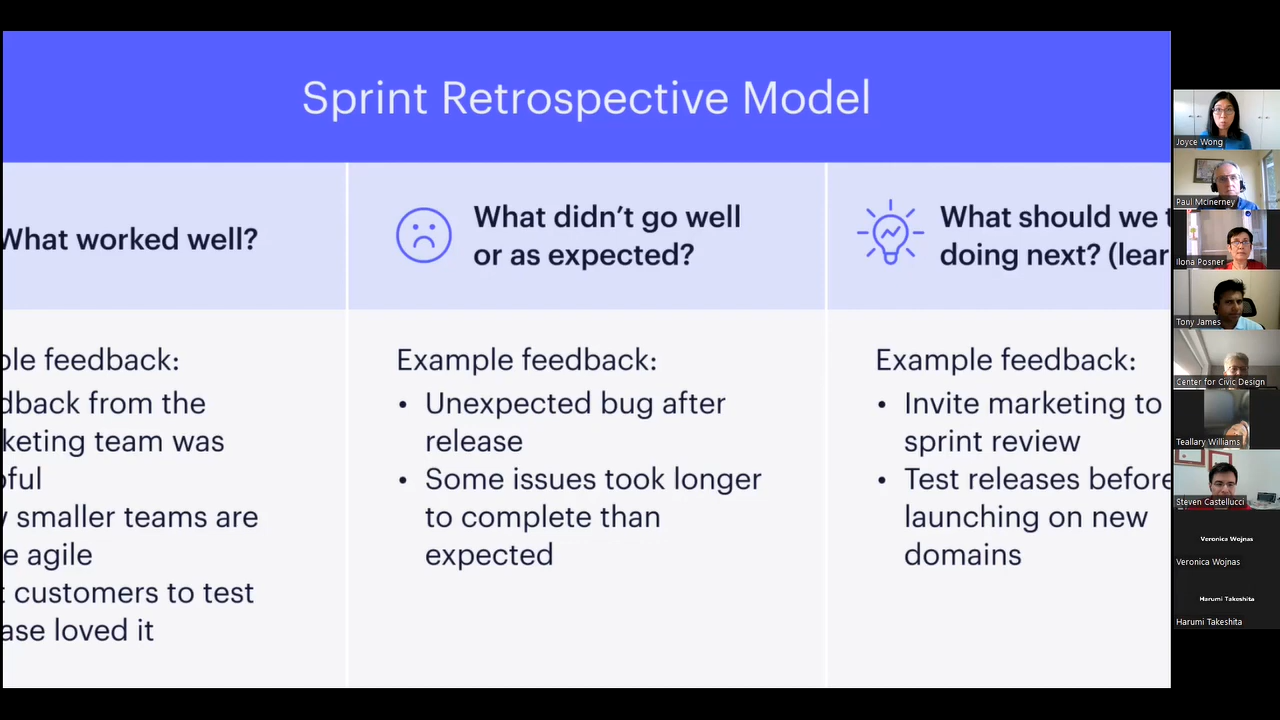 Sprint Retrospective Model
What worked well?
What didn't go well
or as expected?
What should we t
doing next? (lear
ple feedback:
dback from the
keting team was
pful
smaller teams are
e agile
customers to test
ase loved it
Example feedback:
• Unexpected bug after
release
• Some issues took longer
to complete than
expected
Example feedback:
• Invite marketing to
sprint review
• Test releases before
launching on new
domains
Joyce Wong
Paul McInerney
Ilona Posner
Tony James
Center for Civic Design
Teallary Williams
Steven Castellucci
Veronica Wojnas
Veronica Wojnas
Harumi Takeshita
Harumi Takeshita